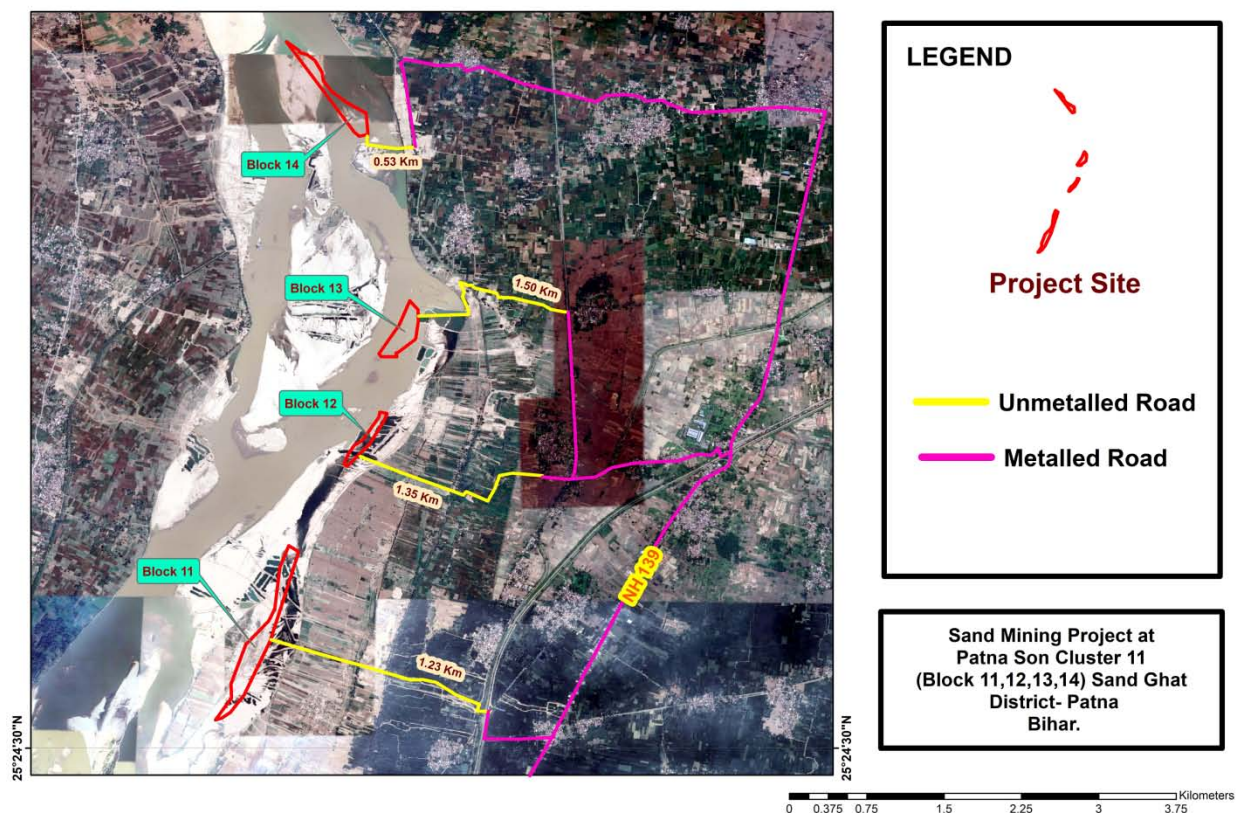 Block 14
0.53 Km
Block 13
1.50 Km
Block 12
1.35 Km
Block 11
1.23 Km
NH 139
25°24'30"N
25°24'30"N
LEGEND
Project Site
Unmetalled Road
Metalled Road
Sand Mining Project at
Patna Son Cluster 11
(Block 11,12,13,14) Sand Ghat
District- Patna
Bihar.
Kilometers
0 0.375 0.75 1.5 2.25 3 3.75